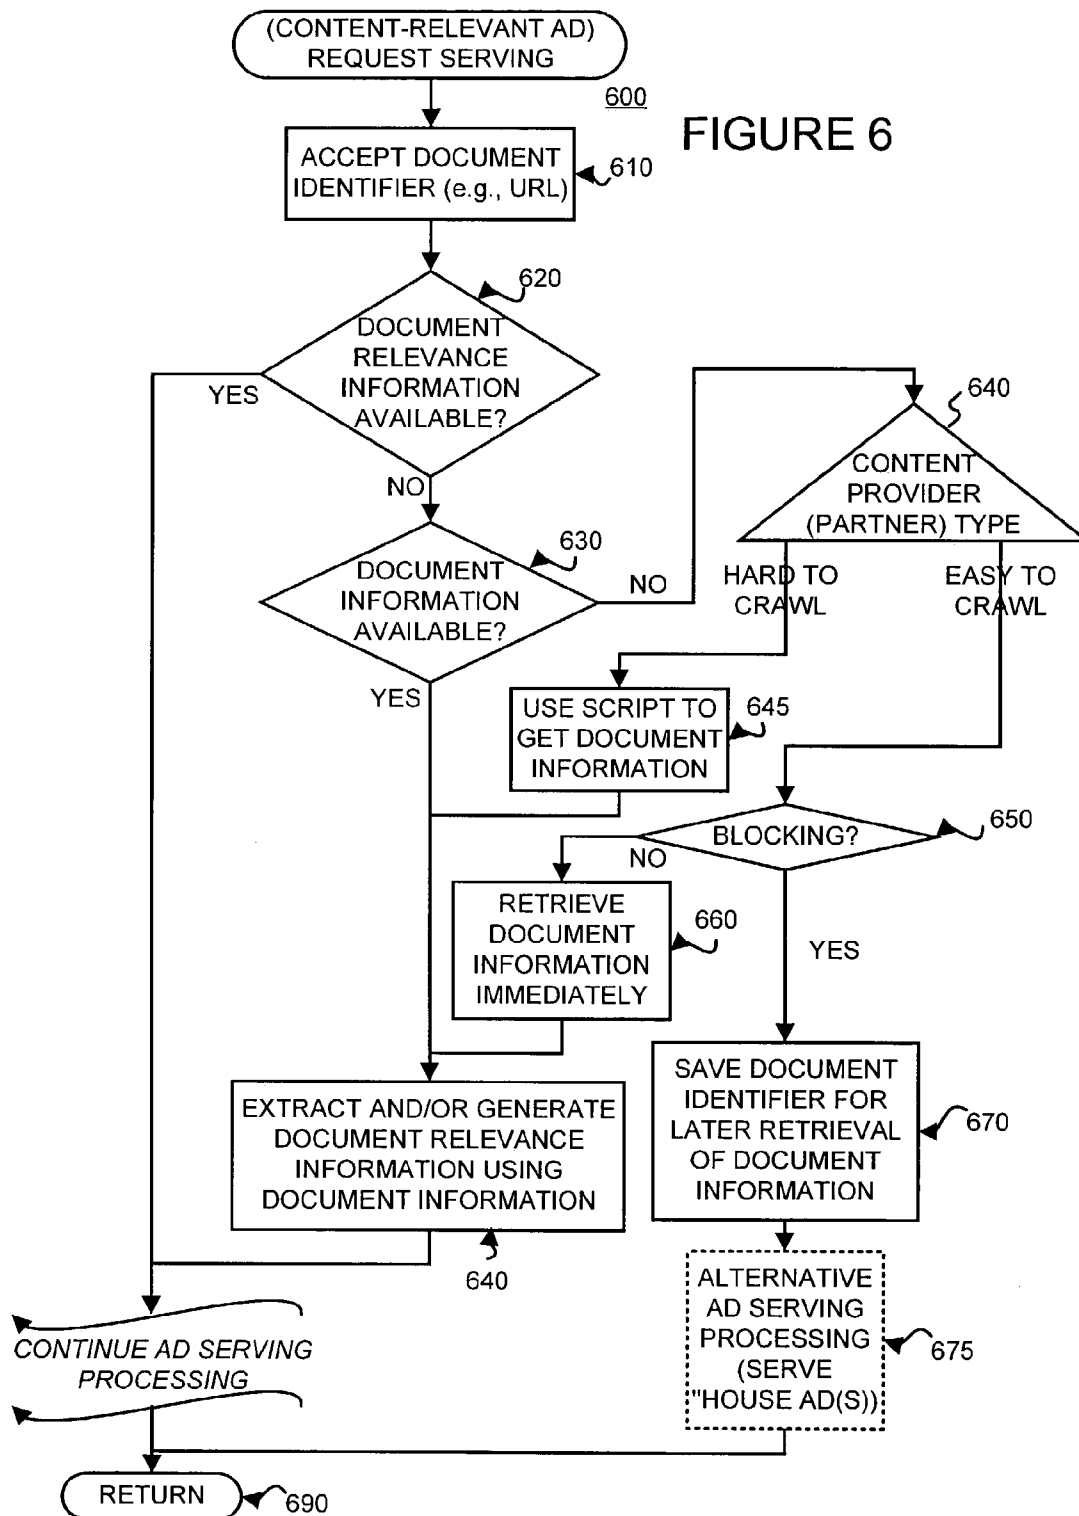 (CONTENT-RELEVANT AD)
REQUEST SERVING
600
FIGURE 6
ACCEPT DOCUMENT
IDENTIFIER (e.g., URL)
610
620
DOCUMENT
RELEVANCE
INFORMATION
AVAILABLE?
YES
NO
640
CONTENT
PROVIDER
(PARTNER) TYPE
630
DOCUMENT
INFORMATION
AVAILABLE?
NO
YES
HARD TO
CRAWL
EASY TO
CRAWL
USE SCRIPT TO
GET DOCUMENT
INFORMATION
645
BLOCKING?
650
NO
YES
RETRIEVE
DOCUMENT
INFORMATION
IMMEDIATELY
660
EXTRACT AND/OR GENERATE
DOCUMENT RELEVANCE
INFORMATION USING
DOCUMENT INFORMATION
640
SAVE DOCUMENT
IDENTIFIER FOR
LATER RETRIEVAL
OF DOCUMENT
INFORMATION
670
ALTERNATIVE
AD SERVING
PROCESSING
(SERVE
"HOUSE AD(S))
675
CONTINUE AD SERVING
PROCESSING
RETURN
690